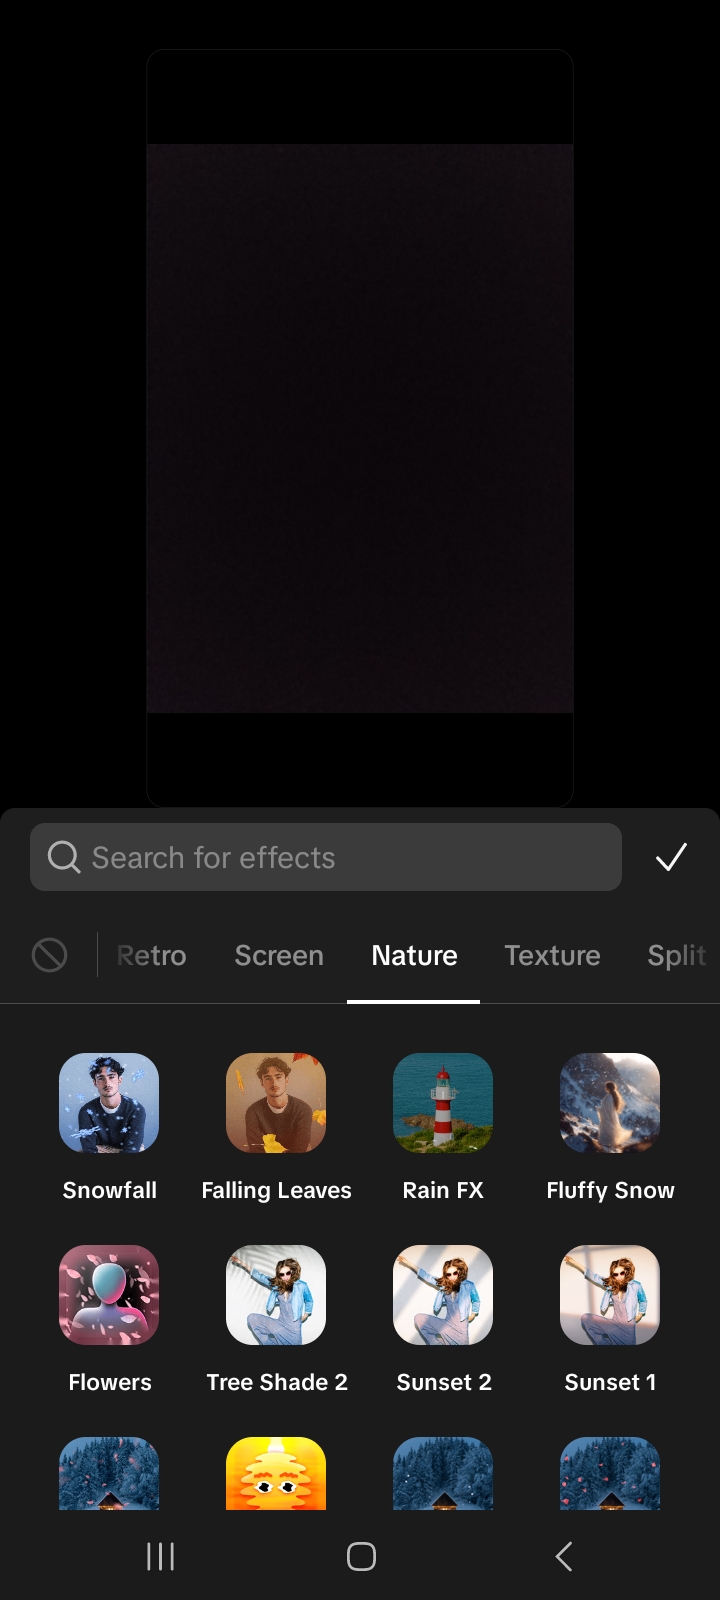 Search for effects
Retro Screen Nature Texture Split
Snowfall Falling Leaves Rain FX Fluffy Snow
Flowers Tree Shade 2 Sunset 2 Sunset 1